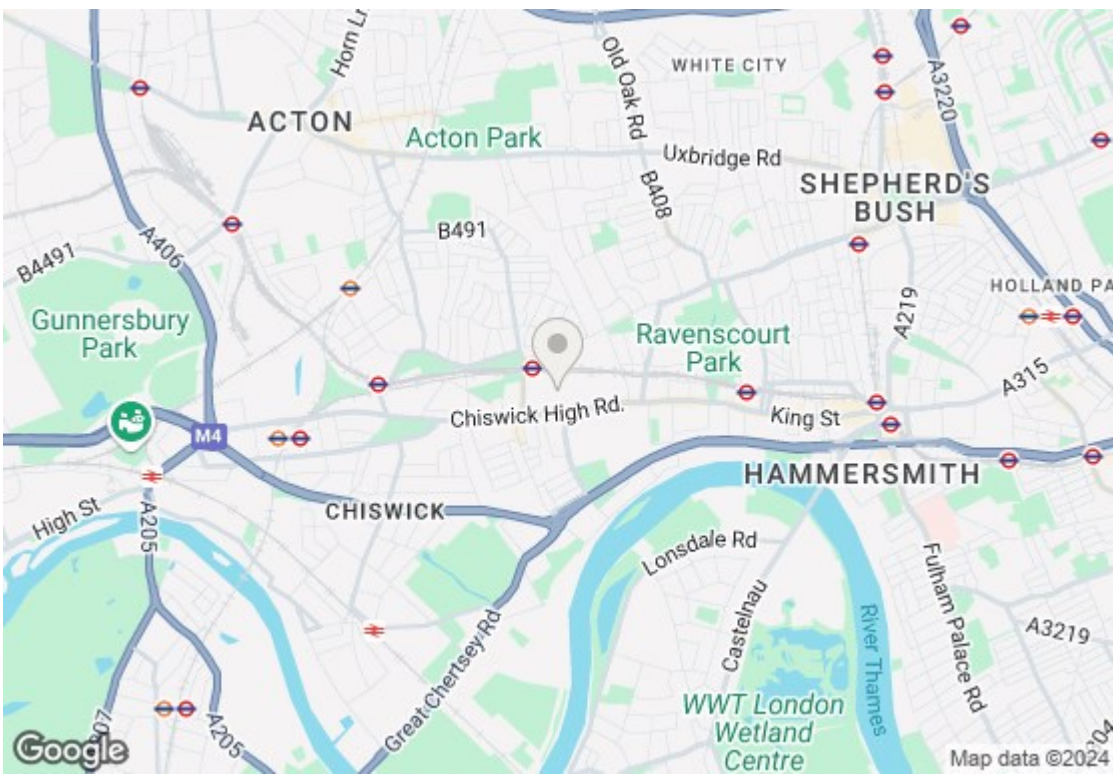 Horn Ln
WHITE CITY
Old Oak Rd
A3220
ACTON
Acton Park
Uxbridge Rd
B408
SHEPHERD'S
BUSH
B491
A406
B4491
A219
HOLLAND PA
Gunnersbury
Park
Ravenscourt
Park
A315
Chiswick High Rd.
King St
M4
HAMMERSMITH
High St
A205
CHISWICK
Lonsdale Rd
Fulham Palace Rd
Castelnau
River Thames
A3219
Great Chertsey Rd
WWT London
Wetland
Centre
A205
307
304
Google
Map data ©2024